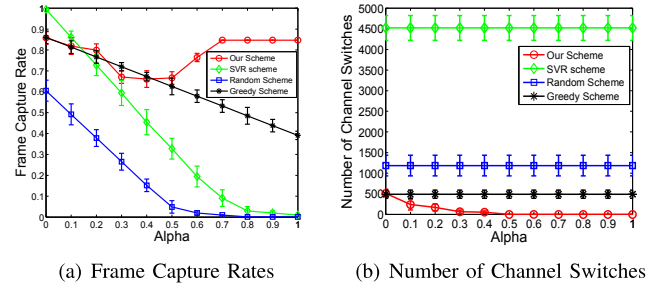 1
0.9
0.8
0.7
0.6
0.5
0.4
0.3
0.2
0.1
0
Frame Capture Rate
Our Scheme
SVR scheme
Random Scheme
Greedy Scheme
0 0.1 0.2 0.3 0.4 0.5 0.6 0.7 0.8 0.9 1
Alpha
(a) Frame Capture Rates
5000
4500
4000
3500
3000
2500
2000
1500
1000
500
0
Number of Channel Switches
Our Scheme
SVR scheme
Random Scheme
Greedy Scheme
0 0.1 0.2 0.3 0.4 0.5 0.6 0.7 0.8 0.9 1
Alpha
(b) Number of Channel Switches